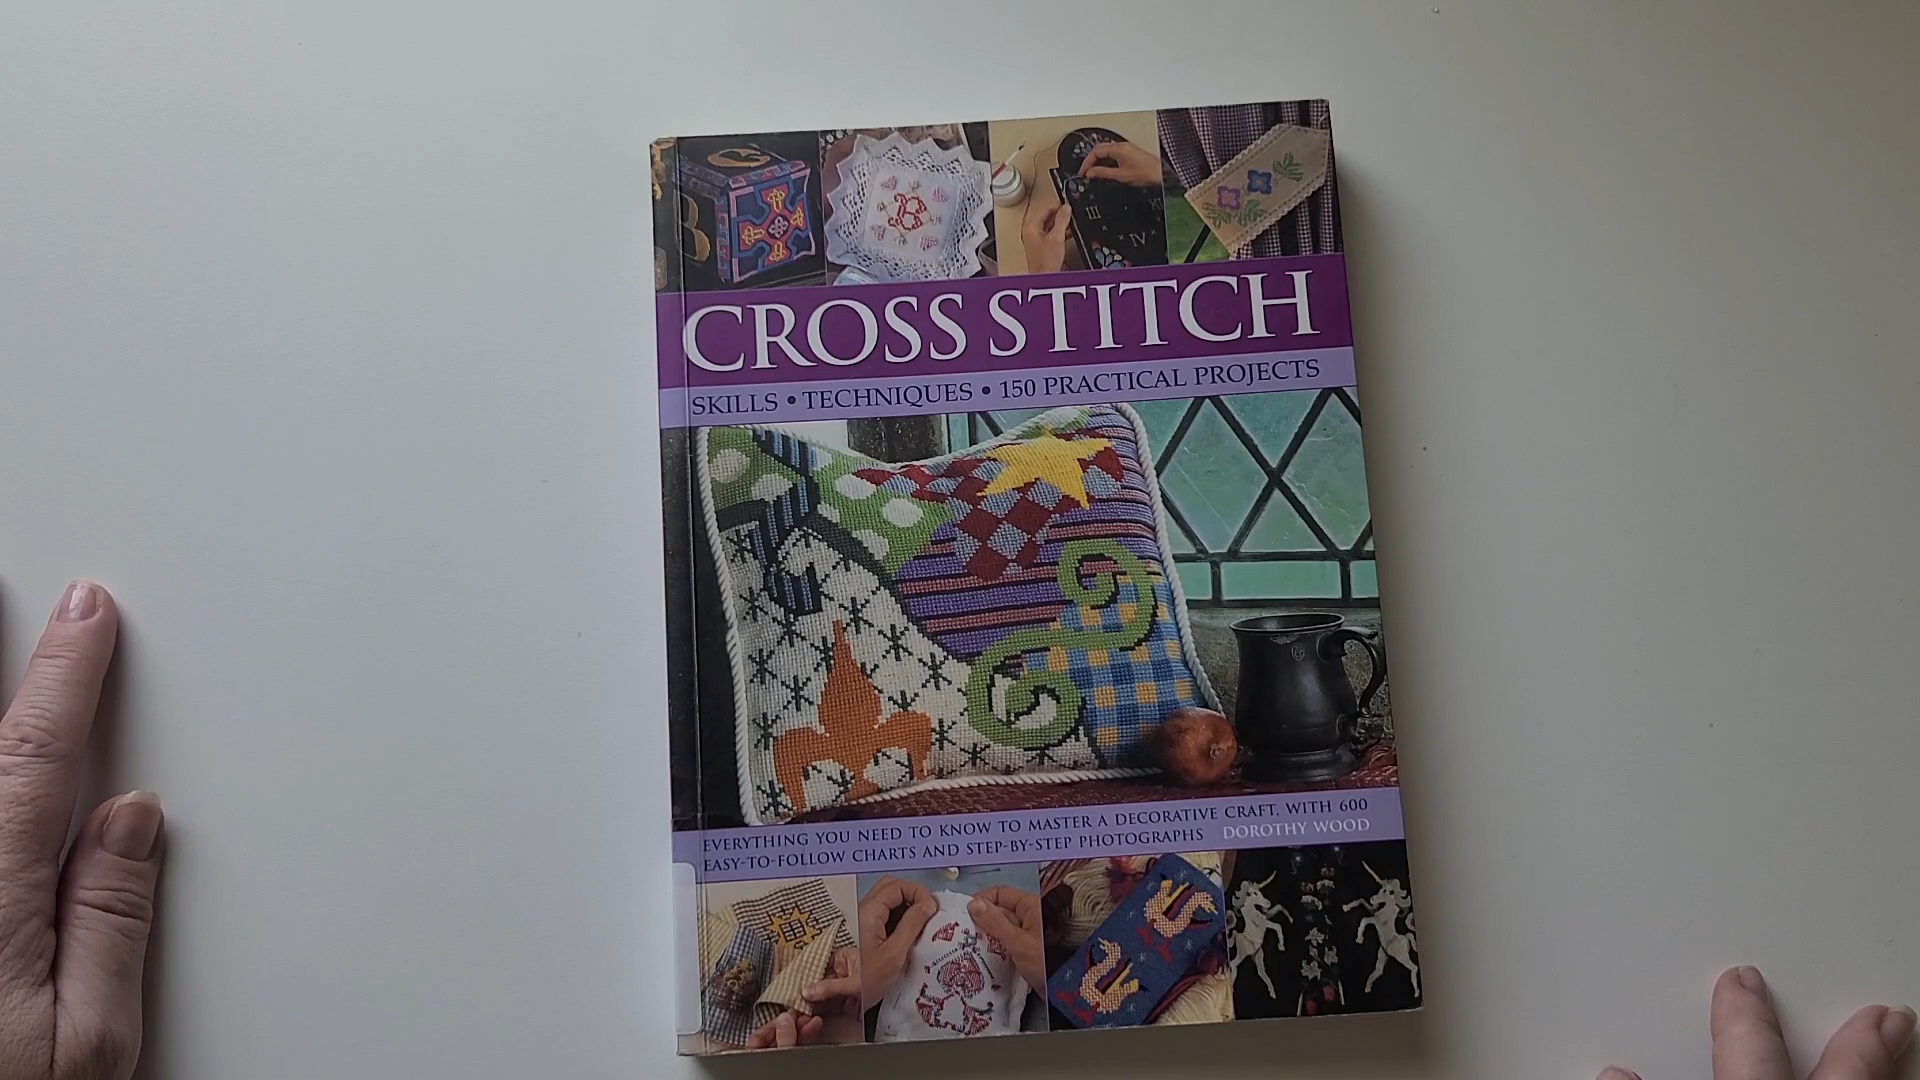 CROSS STITCH
SKILLS • TECHNIQUES • 150 PRACTICAL PROJECTS
EVERYTHING YOU NEED TO KNOW TO MASTER A DECORATIVE CRAFT, WITH 600
EASY-TO-FOLLOW CHARTS AND STEP-BY-STEP PHOTOGRAPHS DOROTHY WOOD